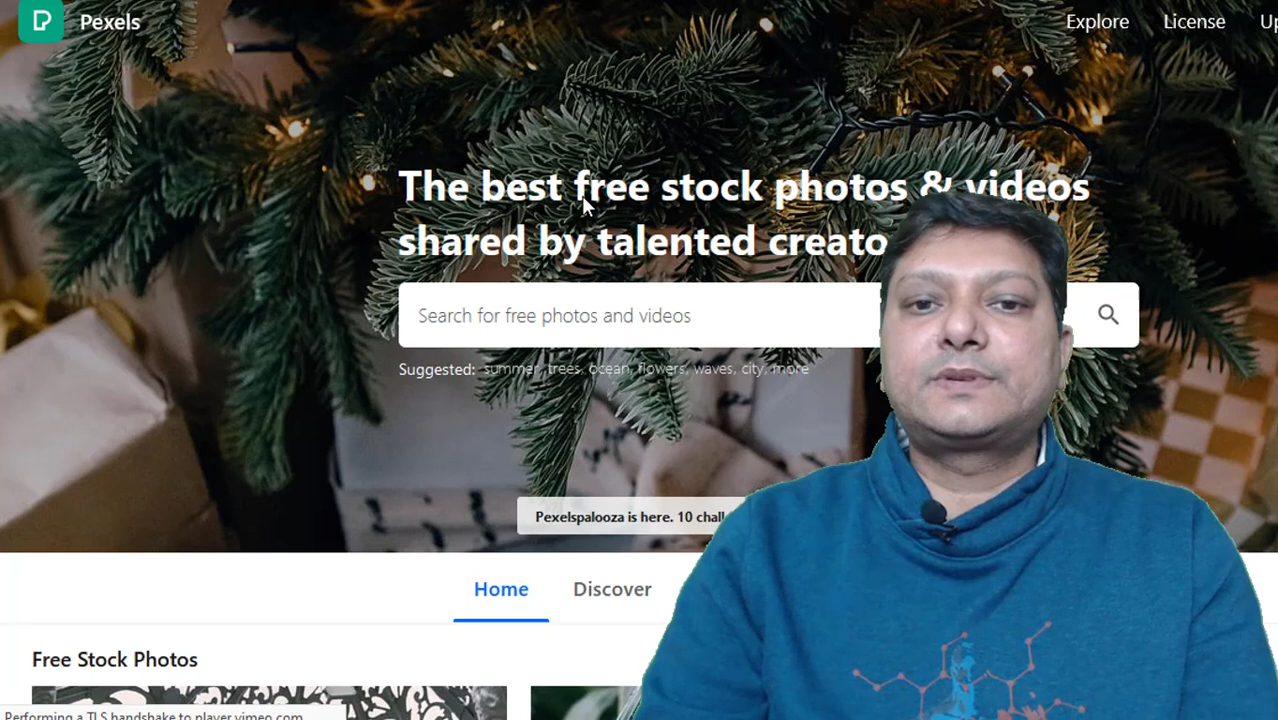 Pexels
Explore License Up
The best free stock photos & videos
shared by talented creato
Search for free photos and videos
Suggested: summer, trees, ocean, flowers, waves, city, more
Pexelspalooza is here. 10 chall
Home Discover
Free Stock Photos
Performing a TLS handshake to player.vimeo.com